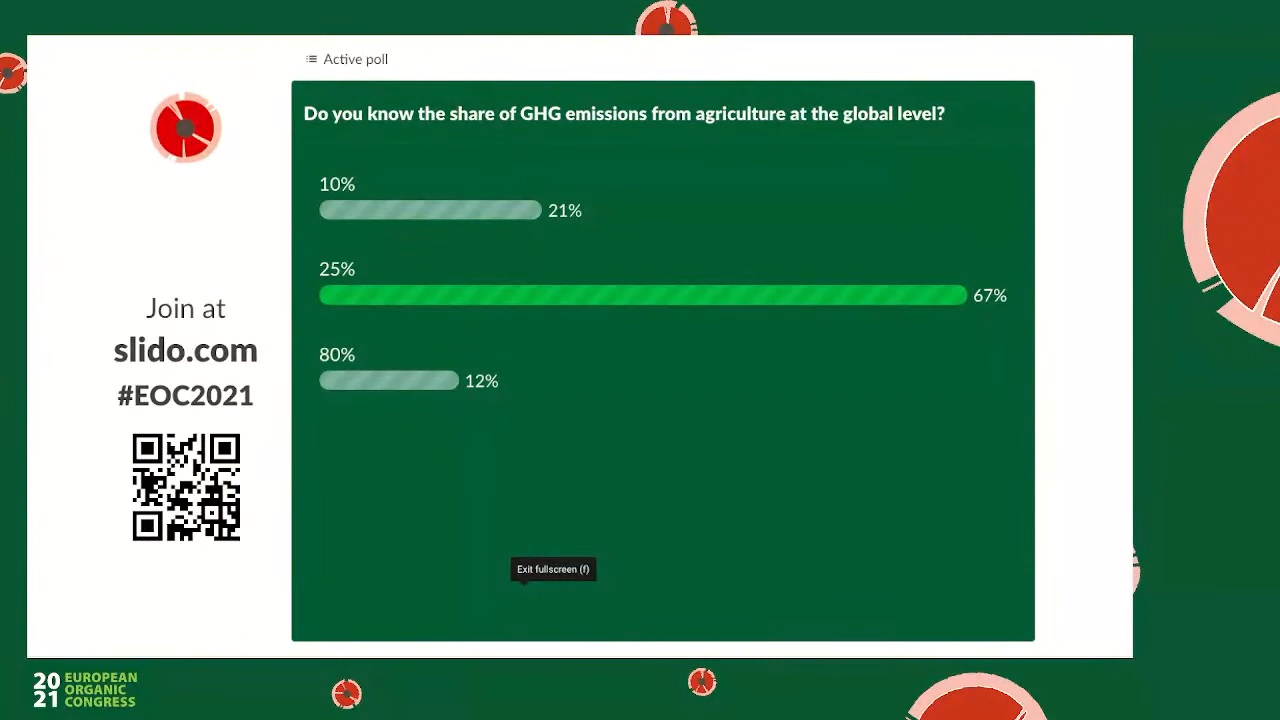 Active poll
Do you know the share of GHG emissions from agriculture at the global level?
10%
21%
25%
67%
80%
12%
Join at
slido.com
#EOC2021
Exit fullscreen (f)
20 EUROPEAN
ORGANIC
21 CONGRESS